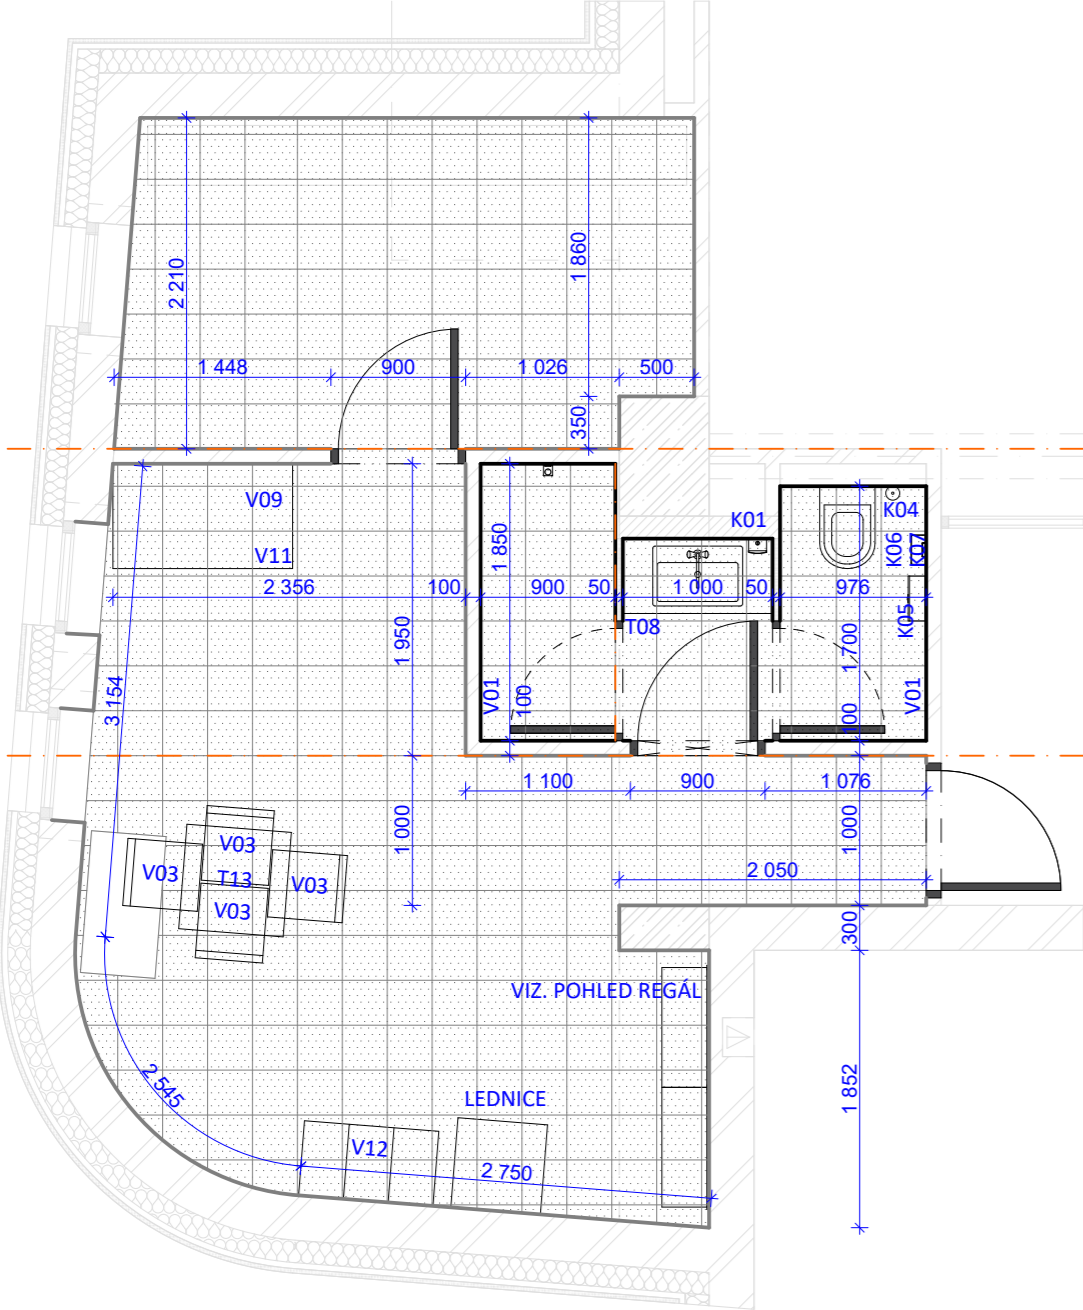 2 210
1 860
1 448
900
1 026
500
350
V09
V11
2 356
100
1 850
900
50
K01
1 000
50
T08
K04
K06
K07
976
K05
1 950
3 154
V01
100
1 700
100
V01
1 100
900
1 076
1 000
1 000
2 050
V03
V03
T13
V03
V03
300
VIZ. POHLED REGÁL
2 545
LEDNICE
V12
2 750
1 852